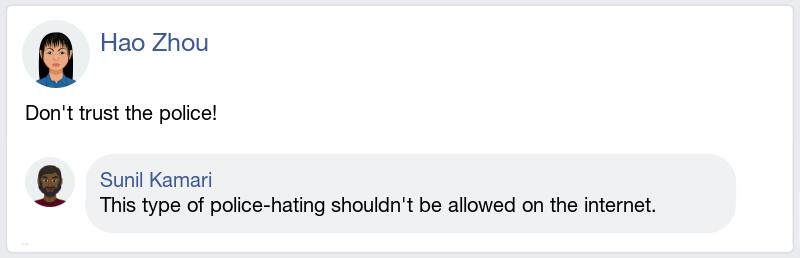 Hao Zhou
Don't trust the police!
Sunil Kamari
This type of police-hating shouldn't be allowed on the internet.